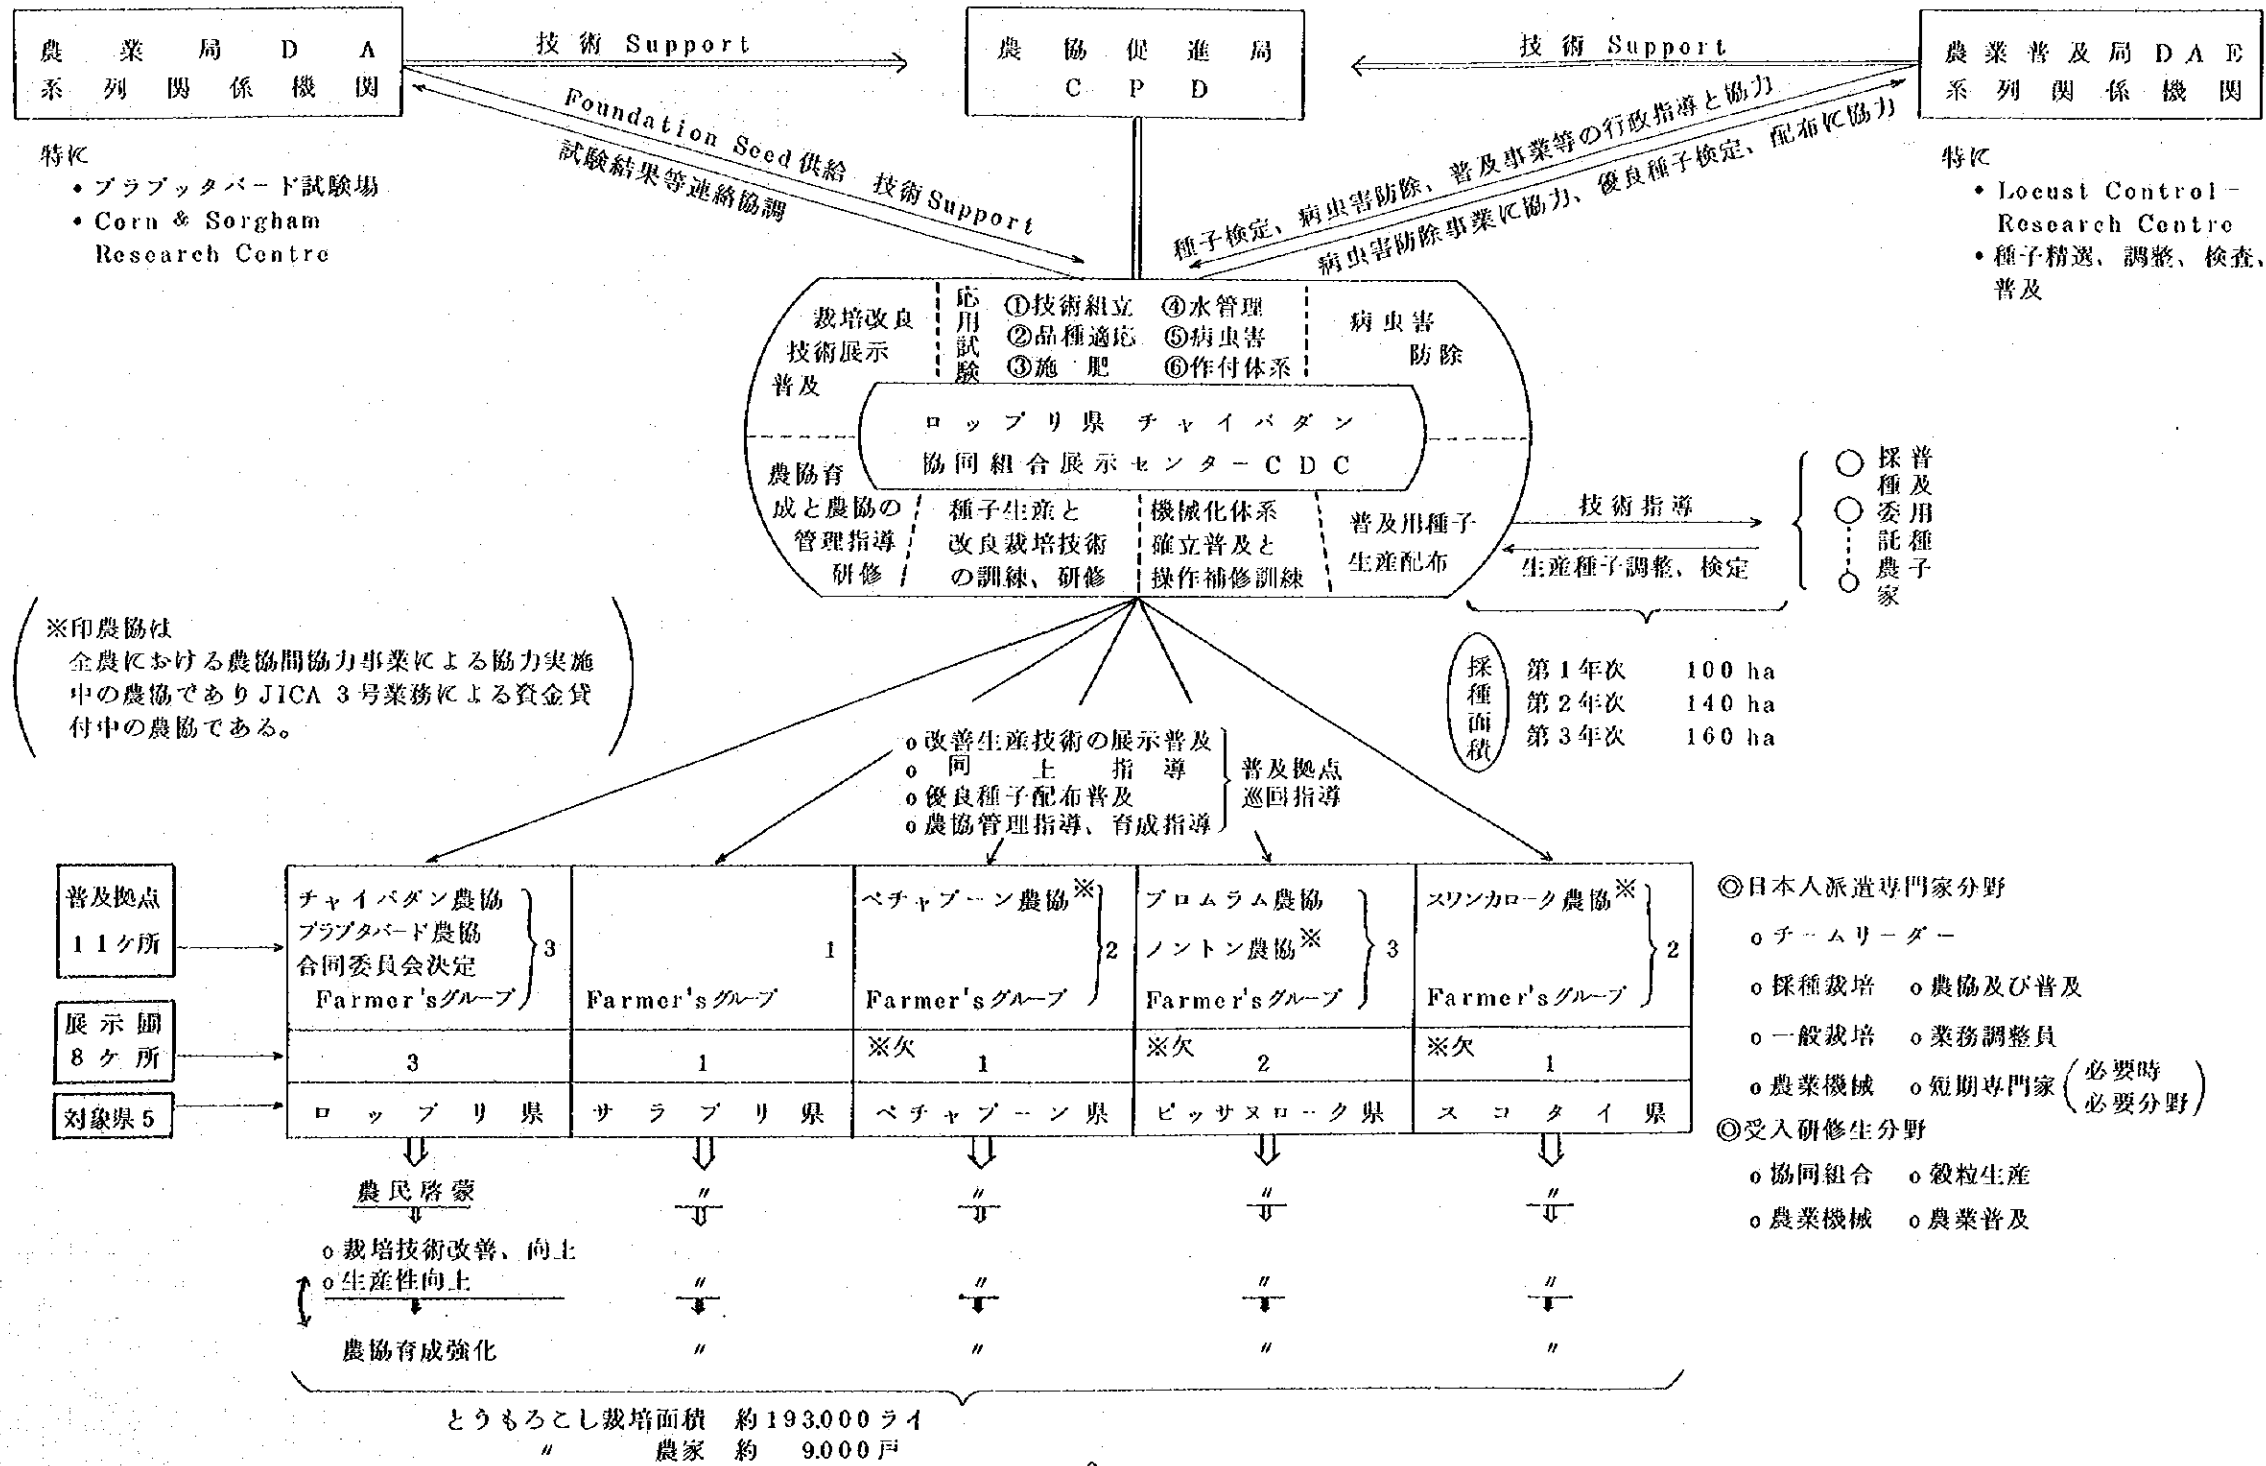 農業局DA
系列関係機関
技術 Support
農協促進局
CPD
技術 Support
農業普及局DAE
系列関係機関
Foundation Seed供給 技術Support
試験結果等連絡協調
種子検定、病虫害防除、普及事業等の行政指導と協力
病虫害防除事業に協力、優良種子検定、配布に協力
特に
・プラプッタバード試験場
・Corn & Sorgham
Research Centre
特に
・Locust Control-
Research Centre
・種子精選、調整、検査、
普及
栽培改良
技術展示
普及
応用試験
①技術組立 ④水管理
②品種適応 ⑤病虫害
③施肥 ⑥作付体系
病虫害
防除
ロップリ県チャイバダン
協同組合展示センターCDC
農協育
成と農協の
管理指導
研修
種子生産と
改良栽培技術
の訓練、研修
機械化体系
確立普及と
操作補修訓練
普及用種子
生産配布
技術指導
生産種子調整、検定
普及用種子
採種委託農家
※印農協は
全農における農協間協力事業による協力実施
中の農協でありJICA 3号業務による資金貸
付中の農協である。
採種面積
第1年次 100 ha
第2年次 140 ha
第3年次 160 ha
o改善生産技術の展示普及
o同上指導
o優良種子配布普及
o農協管理指導、育成指導
普及拠点
巡回指導
普及拠点
11ケ所
チャイバダン農協
プラプタバード農協
合同委員会決定
Farmer'sグループ
3
1
Farmer'sグループ
ペチャブーン農協※
2
Farmer'sグループ
プロムラム農協
ノントン農協※
3
Farmer'sグループ
スワンカローク農協※
2
Farmer'sグループ
展示圃
8ケ所
3
1
※欠 1
※欠 2
※欠 1
対象県5
ロップリ県
サラブリ県
ペチャブーン県
ピッサヌローク県
スコタイ県
◎日本人派遣専門家分野
oチームリーダー
o採種栽培 o農協及び普及
o一般栽培 o業務調整員
o農業機械 o短期専門家(必要時 必要分野)
◎受入研修生分野
o協同組合 o穀粒生産
o農業機械 o農業普及
農民啓蒙 〃 〃 〃 〃
o栽培技術改善、向上
o生産性向上 〃 〃 〃 〃
農協育成強化 〃 〃 〃 〃
とうもろこし栽培面積 約193.000ライ
〃 農家 約 9.000戸